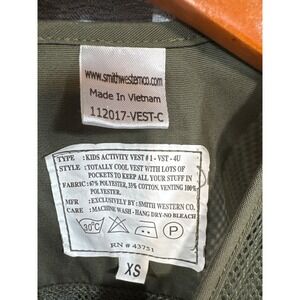 www.smithwesternco.com
Made In Vietnam
112017-VEST-C
TYPE : KIDS ACTIVITY VEST #1 - VST - 4U
STYLE : TOTALLY COOL VEST WITH LOTS OF
POCKETS TO KEEP ALL YOUR STUFF IN
FABRIC: 67% POLYESTER, 33% COTTON, VENTING 100%
POLYESTER.
MFG : EXCLUSIVELY BY: SMITH WESTERN CO.
CARE : MACHINE WASH - HANG DRY-NO BLEACH
30°C
RN # 43751
XS